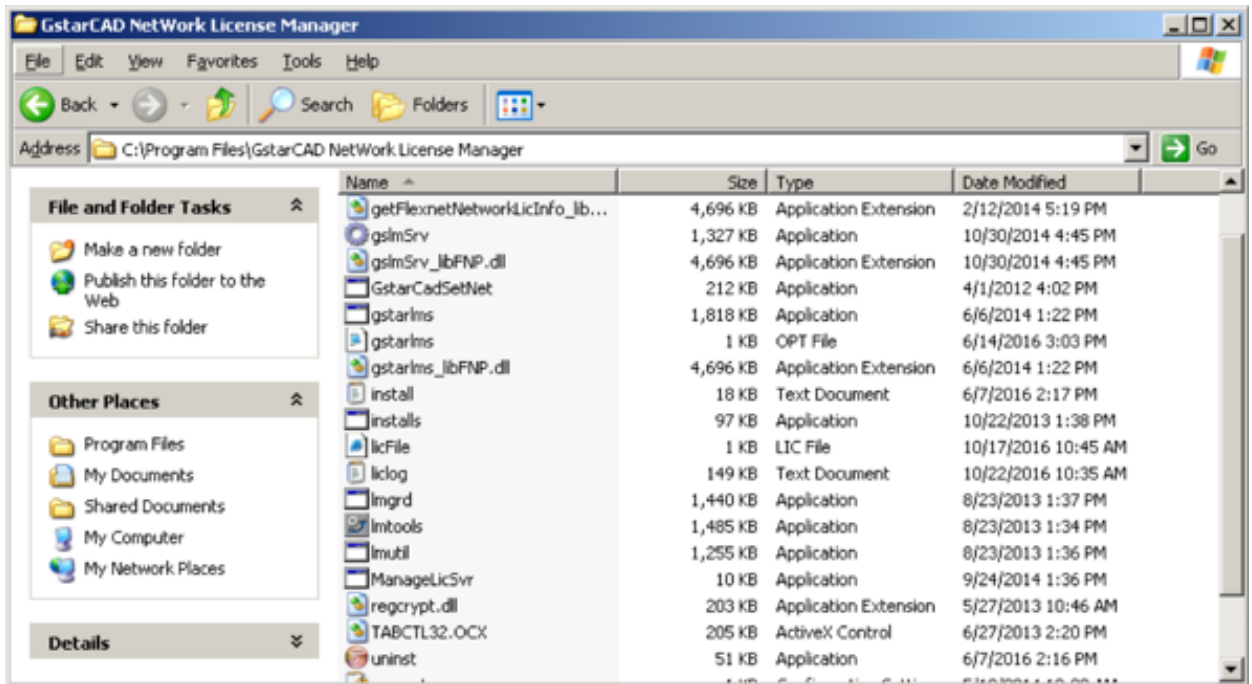 GstarCAD NetWork License Manager
File Edit View Favorites Tools Help
Back Search Folders
Address C:\Program Files\GstarCAD NetWork License Manager Go
File and Folder Tasks
Make a new folder
Publish this folder to the
Web
Share this folder
Other Places
Program Files
My Documents
Shared Documents
My Computer
My Network Places
Details
Name Size Type Date Modified
getFlexnetNetworkLicInfo_lib... 4,696 KB Application Extension 2/12/2014 5:19 PM
gslmSrv 1,327 KB Application 10/30/2014 4:45 PM
gslmSrv_libFNP.dll 4,696 KB Application Extension 10/30/2014 4:45 PM
GstarCadSetNet 212 KB Application 4/1/2012 4:02 PM
gstarlms 1,818 KB Application 6/6/2014 1:22 PM
gstarlms 1 KB OPT File 6/14/2016 3:03 PM
gstarlms_libFNP.dll 4,696 KB Application Extension 6/6/2014 1:22 PM
install 18 KB Text Document 6/7/2016 2:17 PM
installs 97 KB Application 10/22/2013 1:38 PM
licFile 1 KB LIC File 10/17/2016 10:45 AM
liclog 149 KB Text Document 10/22/2016 10:35 AM
lmgrd 1,440 KB Application 8/23/2013 1:37 PM
lmtools 1,485 KB Application 8/23/2013 1:34 PM
lmutil 1,255 KB Application 8/23/2013 1:36 PM
ManageLicSvr 10 KB Application 9/24/2014 1:36 PM
regcrypt.dll 203 KB Application Extension 5/27/2013 10:46 AM
TABCTL32.OCX 205 KB ActiveX Control 6/27/2013 2:20 PM
uninst 51 KB Application 6/7/2016 2:16 PM